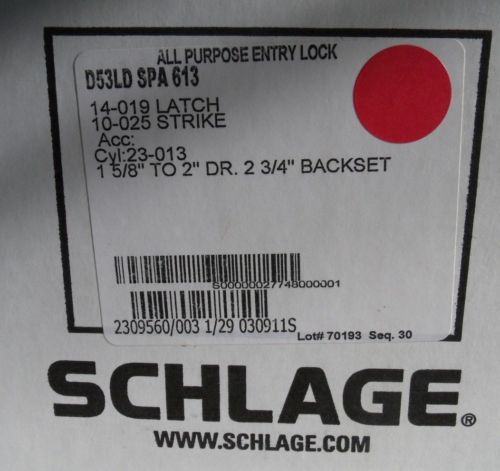 ALL PURPOSE ENTRY LOCK
D53LD SPA 613
14-019 LATCH
10-025 STRIKE
Acc:
Cyl:23-013
1 5/8" TO 2" DR. 2 3/4" BACKSET
S00000027748000001
2309560/003 1/29 030911S
Lot# 70193 Seq. 30
SCHLAGE®
WWW.SCHLAGE.COM